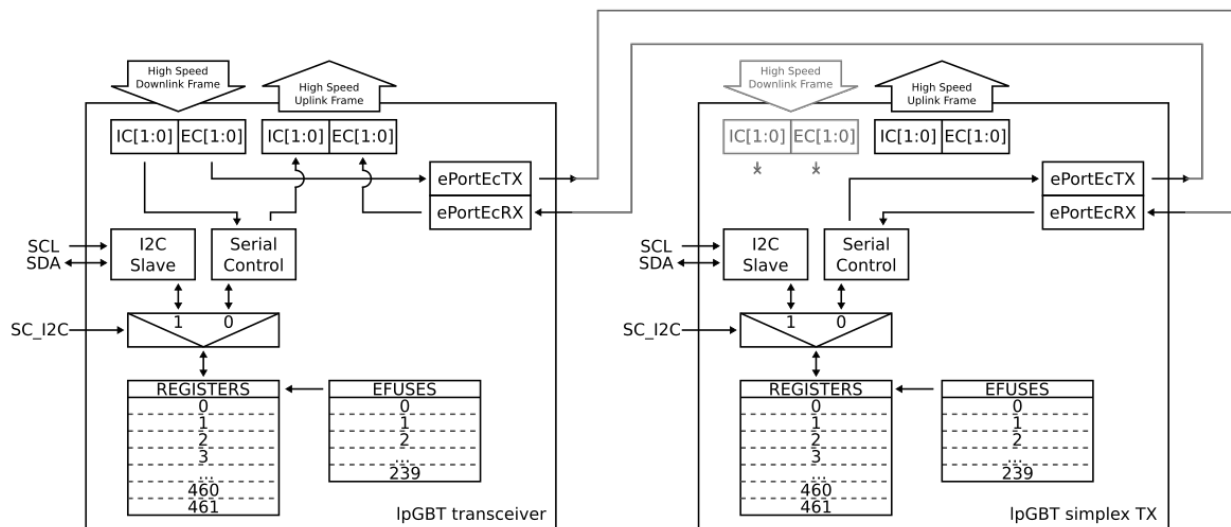 High Speed
Downlink Frame
High Speed
Uplink Frame
IC[1:0] EC[1:0]
IC[1:0] EC[1:0]
ePortEcTX
ePortEcRX
SCL
SDA
I2C
Slave
Serial
Control
SC_I2C
1 0
REGISTERS
0
1
2
3
...
460
461
EFUSES
0
1
2
...
239
lpGBT transceiver
High Speed
Downlink Frame
High Speed
Uplink Frame
IC[1:0] EC[1:0]
IC[1:0] EC[1:0]
ePortEcTX
ePortEcRX
SCL
SDA
I2C
Slave
Serial
Control
SC_I2C
1 0
REGISTERS
0
1
2
3
...
460
461
EFUSES
0
1
2
...
239
lpGBT simplex TX